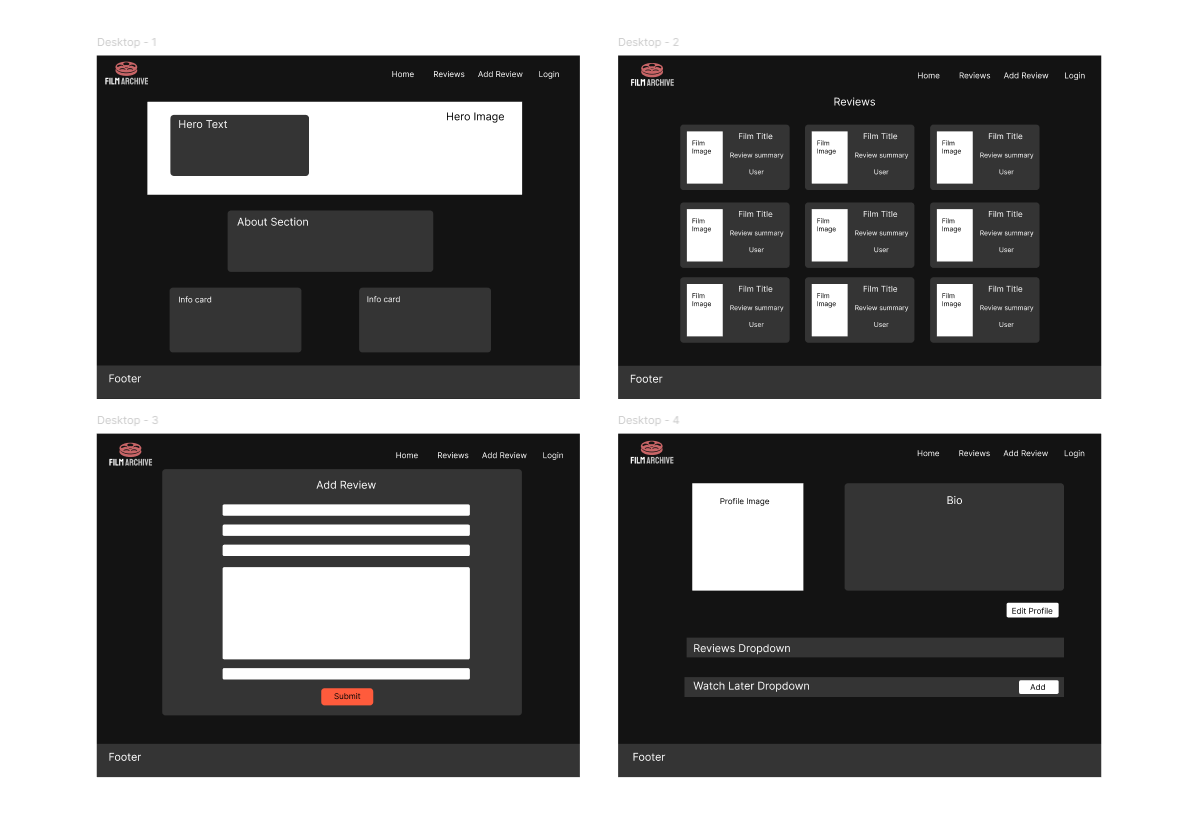 Desktop - 1
FILM ARCHIVE
Home Reviews Add Review Login
Hero Text
Hero Image
About Section
Info card
Info card
Footer
Desktop - 2
FILM ARCHIVE
Home Reviews Add Review Login
Reviews
Film
Image
Film Title
Review summary
User
Film
Image
Film Title
Review summary
User
Film
Image
Film Title
Review summary
User
Film
Image
Film Title
Review summary
User
Film
Image
Film Title
Review summary
User
Film
Image
Film Title
Review summary
User
Film
Image
Film Title
Review summary
User
Film
Image
Film Title
Review summary
User
Film
Image
Film Title
Review summary
User
Footer
Desktop - 3
FILM ARCHIVE
Home Reviews Add Review Login
Add Review
Submit
Footer
Desktop - 4
FILM ARCHIVE
Home Reviews Add Review Login
Profile Image
Bio
Edit Profile
Reviews Dropdown
Watch Later Dropdown
Add
Footer